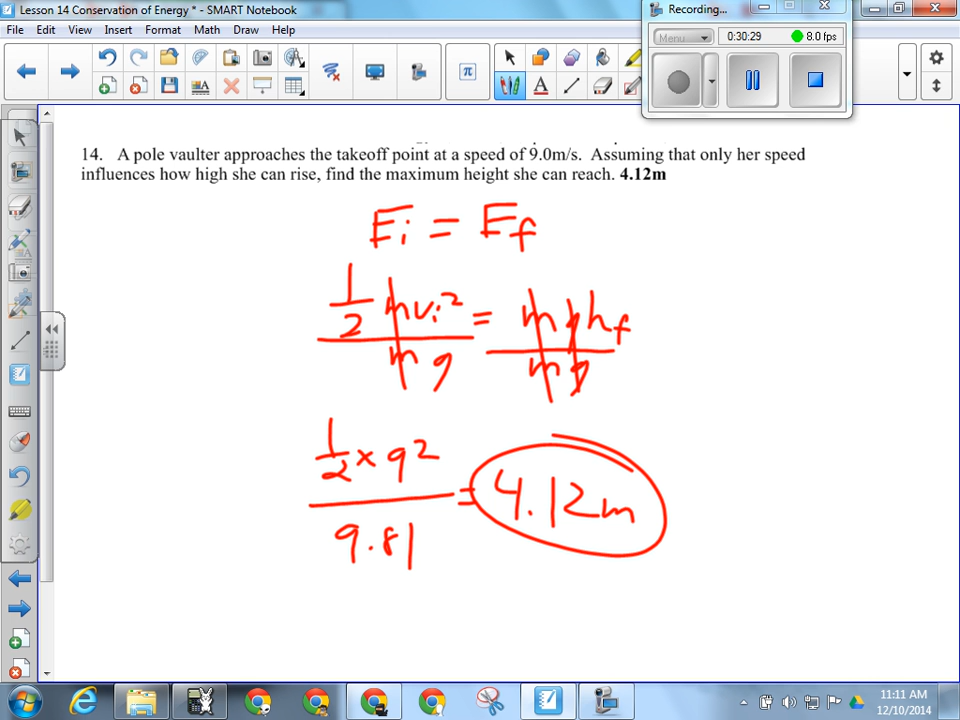 Lesson 14 Conservation of Energy * - SMART Notebook
Recording...
File Edit View Insert Format Math Draw Help
Menu
0:30:29
8.0 fps
π
A
14. A pole vaulter approaches the takeoff point at a speed of 9.0m/s. Assuming that only her speed
influences how high she can rise, find the maximum height she can reach. 4.12m
Ei = Ef
1/2 mvi² / mg = mghf / mg
1/2 × 9² / 9.81 = 4.12m
11:11 AM
12/10/2014